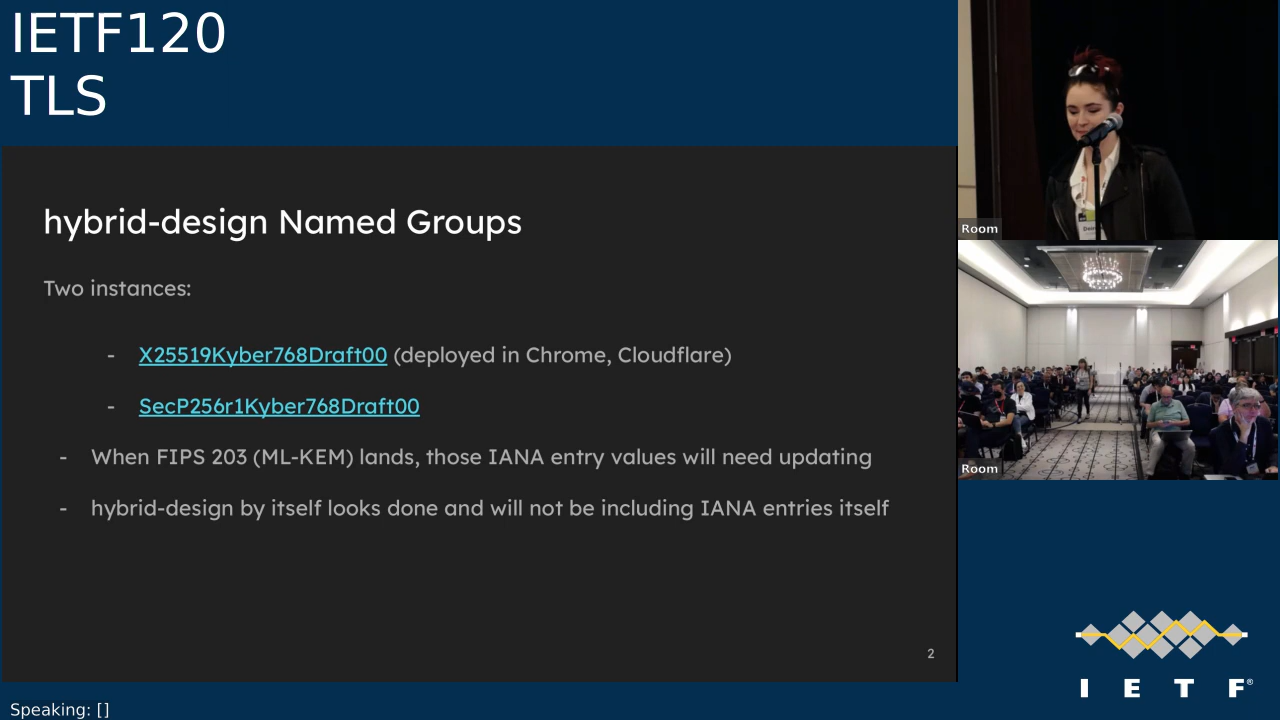 IETF120
TLS
hybrid-design Named Groups
Two instances:
- X25519Kyber768Draft00 (deployed in Chrome, Cloudflare)
- SecP256r1Kyber768Draft00
- When FIPS 203 (ML-KEM) lands, those IANA entry values will need updating
- hybrid-design by itself looks done and will not be including IANA entries itself
2
Speaking: []
Room
Room
I E T F®